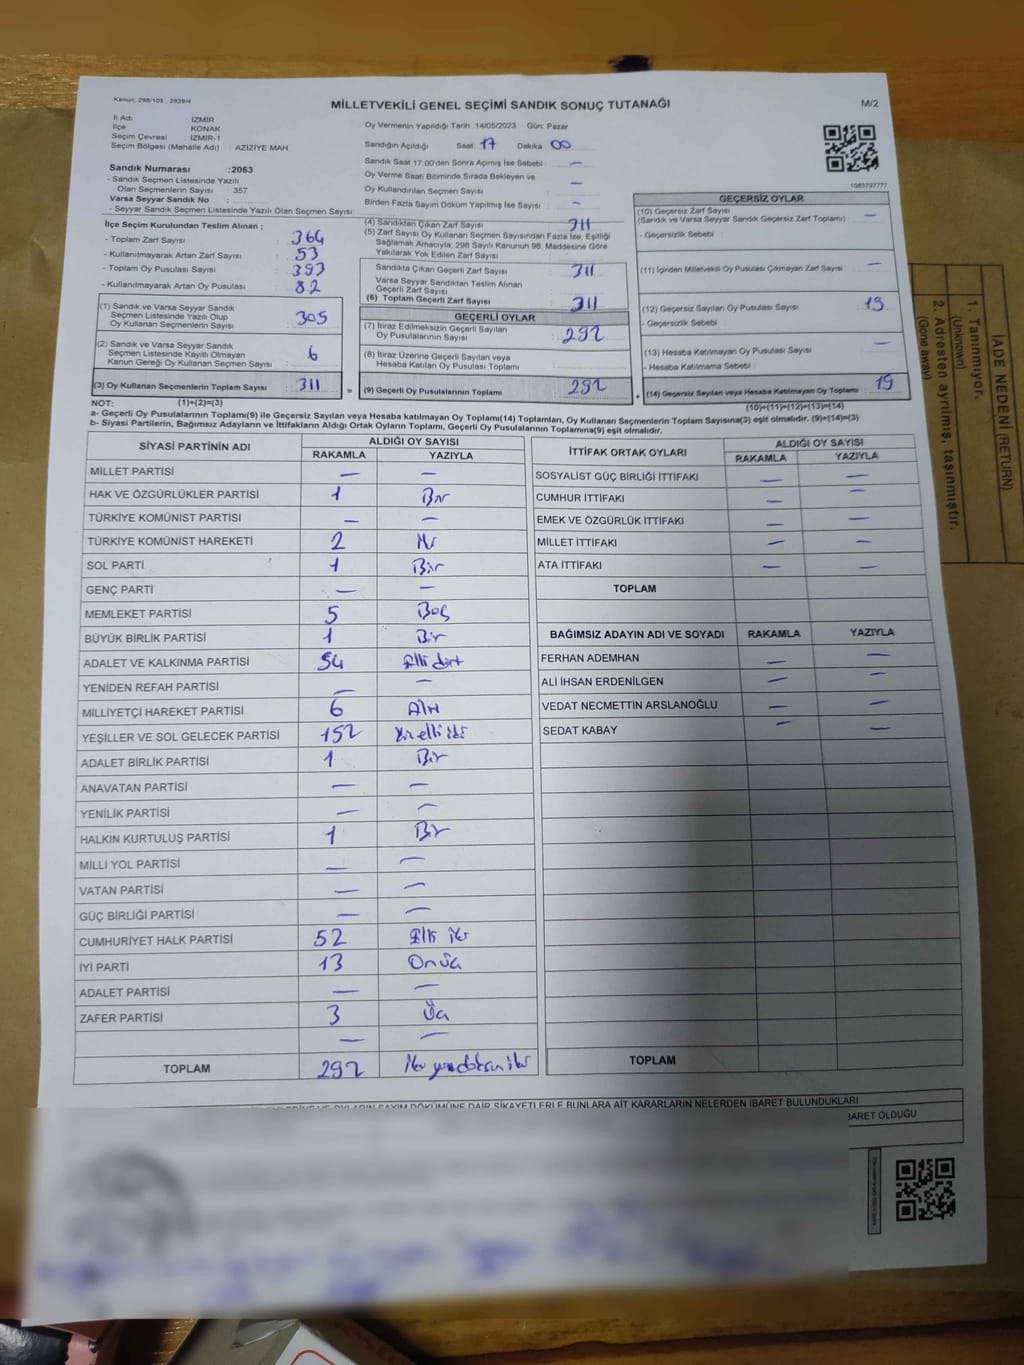 Kanun: 298/105 , 2839/4
MİLLETVEKİLİ GENEL SEÇİMİ SANDIK SONUÇ TUTANAĞI
M/2
İl Adı İZMİR
İlçe KONAK
Seçim Çevresi İZMİR-1
Seçim Bölgesi (Mahalle Adı) AZİZİYE MAH
Oy Vermenin Yapıldığı Tarih :14/05/2023 Gün: Pazar
Sandığın Açıldığı Saat: 17 Dakika 00
Sandık Saat 17.00'den Sonra Açımış İse Sebebi : —
Oy Verme Saati Bitiminde Sırada Bekleyen ve
Oy Kullandırılan Seçmen Sayısı —
Birden Fazla Sayım Döküm Yapılmış İse Sayısı : -
1083797777
Sandık Numarası :2063
- Sandık Seçmen Listesinde Yazılı
Olan Seçmenlerin Sayısı : 357
Varsa Seyyar Sandık No :
- Seyyar Sandık Seçmen Listesinde Yazılı Olan Seçmen Sayısı
İlçe Seçim Kurulundan Teslim Alınan ;
- Toplam Zarf Sayısı : 364
- Kullanılmayarak Artan Zarf Sayısı 53
- Toplam Oy Pusulası Sayısı : 393
- Kullanılmayarak Artan Oy Pusulası : 82
(1) Sandık ve Varsa Seyyar Sandık
Seçmen Listesinde Yazılı Olup
Oy Kullanan Seçmenlerin Sayısı 305
(2) Sandık ve Varsa Seyyar Sandık
Seçmen Listesinde Kayıtlı Olmayan
Kanun Gereği Oy Kullanan Seçmen Sayısı : 6
(3) Oy Kullanan Seçmenlerin Toplam Sayısı : 311
(4) Sandıktan Çıkan Zarf Sayısı 311
(5) Zarf Sayısı Oy Kullanan Seçmen Sayısından Fazla İse, Eşitliği
Sağlamak Amacıyla; 298 Sayılı Kanunun 98. Maddesine Göre
Yakılarak Yok Edilen Zarf Sayısı
Sandıkta Çıkan Geçerli Zarf Sayısı 311
Varsa Seyyar Sandıktan Teslim Alınan
Geçerli Zarf Sayısı
(6) Toplam Geçerli Zarf Sayısı 311
GEÇERLİ OYLAR
(7) İtiraz Edilmeksizin Geçerli Sayılan
Oy Pusulalarının Sayısı : 292
(8) İtiraz Üzerine Geçerli Sayılan veya
Hesaba Katılan Oy Pusulası Toplamı
= (9) Geçerli Oy Pusulalarının Toplamı 292
GEÇERSİZ OYLAR
(10) Geçersiz Zarf Sayısı —
(Sandık ve Varsa Seyyar Sandık Geçersiz Zarf Toplamı)
- Geçersizlik Sebebi :
(11) İçinden Milletvekili Oy Pusulası Çıkmayan Zarf Sayısı —
(12) Geçersiz Sayılan Oy Pusulası Sayısı 19
- Geçersizlik Sebebi
(13) Hesaba Katılmayan Oy Pusulası Sayısı —
- Hesaba Katılmama Sebebi
+ (14) Geçersiz Sayılan veya Hesaba Katılmayan Oy Toplamı 19
NOT: (1)+(2)=(3)
(10)+(11)+(12)+(13)=(14)
a- Geçerli Oy Pusulalarının Toplamı(9) ile Geçersiz Sayılan veya Hesaba katılmayan Oy Toplamı(14) Toplamları, Oy Kullanan Seçmenlerin Toplam Sayısına(3) eşit olmalıdır. (9)+(14)=(3)
b- Siyasi Partilerin, Bağımsız Adayların ve İttifakların Aldığı Ortak Oyların Toplamı, Geçerli Oy Pusulalarının Toplamına(9) eşit olmalıdır.
SİYASİ PARTİNİN ADI ALDIĞI OY SAYISI
RAKAMLA YAZIYLA
MİLLET PARTİSİ — —
HAK VE ÖZGÜRLÜKLER PARTİSİ 1 Bir
TÜRKİYE KOMÜNİST PARTİSİ — —
TÜRKİYE KOMÜNİST HAREKETİ 2 İki
SOL PARTİ 1 Bir
GENÇ PARTİ — —
MEMLEKET PARTİSİ 5 Beş
BÜYÜK BİRLİK PARTİSİ 1 Bir
ADALET VE KALKINMA PARTİSİ 54 Elli dört
YENİDEN REFAH PARTİSİ — —
MİLLİYETÇİ HAREKET PARTİSİ 6 Altı
YEŞİLLER VE SOL GELECEK PARTİSİ 152 Yüz elli iki
ADALET BİRLİK PARTİSİ 1 Bir
ANAVATAN PARTİSİ — —
YENİLİK PARTİSİ — —
HALKIN KURTULUŞ PARTİSİ 1 Bir
MİLLİ YOL PARTİSİ — —
VATAN PARTİSİ — —
GÜÇ BİRLİĞİ PARTİSİ — —
CUMHURİYET HALK PARTİSİ 52 Elli iki
İYİ PARTİ 13 Onüç
ADALET PARTİSİ — —
ZAFER PARTİSİ 3 Üç
— —
TOPLAM 292 İki yüz doksan iki
İTTİFAK ORTAK OYLARI ALDIĞI OY SAYISI
RAKAMLA YAZIYLA
SOSYALİST GÜÇ BİRLİĞİ İTTİFAKI — —
CUMHUR İTTİFAKI — —
EMEK VE ÖZGÜRLÜK İTTİFAKI — —
MİLLET İTTİFAKI — —
ATA İTTİFAKI — —
TOPLAM
BAĞIMSIZ ADAYIN ADI VE SOYADI RAKAMLA YAZIYLA
FERHAN ADEMHAN — —
ALİ İHSAN ERDENİLGEN — —
VEDAT NECMETTİN ARSLANOĞLU — —
SEDAT KABAY — —
TOPLAM
OYLARIN SAYIM DÖKÜMÜNE DAİR ŞİKAYETLERLE BUNLARA AİT KARARLARIN NELERDEN İBARET BULUNDUKLARI
İBARET OLDUĞU
İADE NEDENİ (RETURN)
1. Tanınmıyor.
(Unknown)
2. Adresten ayrılmış, taşınmıştır.
(Gone away)